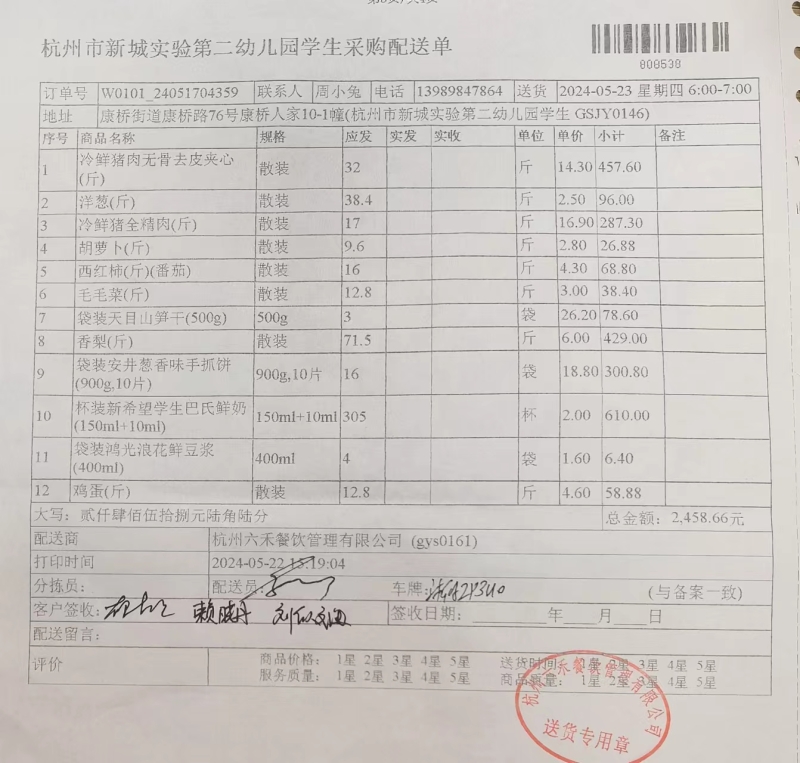 杭州市新城实验第二幼儿园学生采购配送单
808538
订单号 W0101_24051704359 联系人 周小兔 电话 13989847864 送货 2024-05-23 星期四 6:00-7:00
地址 康桥街道康桥路76号康桥人家10-1幢(杭州市新城实验第二幼儿园学生 GSJY0146)
序号 商品名称 规格 应发 实发 实收 单位 单价 小计 备注
1 冷鲜猪肉无骨去皮夹心(斤) 散装 32 斤 14.30 457.60
2 洋葱(斤) 散装 38.4 斤 2.50 96.00
3 冷鲜猪全精肉(斤) 散装 17 斤 16.90 287.30
4 胡萝卜(斤) 散装 9.6 斤 2.80 26.88
5 西红柿(斤)(番茄) 散装 16 斤 4.30 68.80
6 毛毛菜(斤) 散装 12.8 斤 3.00 38.40
7 袋装天目山笋干(500g) 500g 3 袋 26.20 78.60
8 香梨(斤) 散装 71.5 斤 6.00 429.00
9 袋装安井葱香味手抓饼(900g,10片) 900g,10片 16 袋 18.80 300.80
10 杯装新希望学生巴氏鲜奶(150ml+10ml) 150ml+10ml 305 杯 2.00 610.00
11 袋装鸿光浪花鲜豆浆(400ml) 400ml 4 袋 1.60 6.40
12 鸡蛋(斤) 散装 12.8 斤 4.60 58.88
大写：贰仟肆佰伍拾捌元陆角陆分 总金额：2,458.66元
配送商 杭州六禾餐饮管理有限公司 (gys0161)
打印时间 2024-05-22 15:19:04
分拣员： 配送员： 车牌： (与备案一致)
客户签收： 签收日期： 年 月 日
配送留言：
评价 商品价格： 1星 2星 3星 4星 5星 送货时间： 1星 2星 3星 4星 5星
服务质量： 1星 2星 3星 4星 5星 商品质量： 1星 2星 3星 4星 5星
杭州六禾餐饮管理有限公司
送货专用章